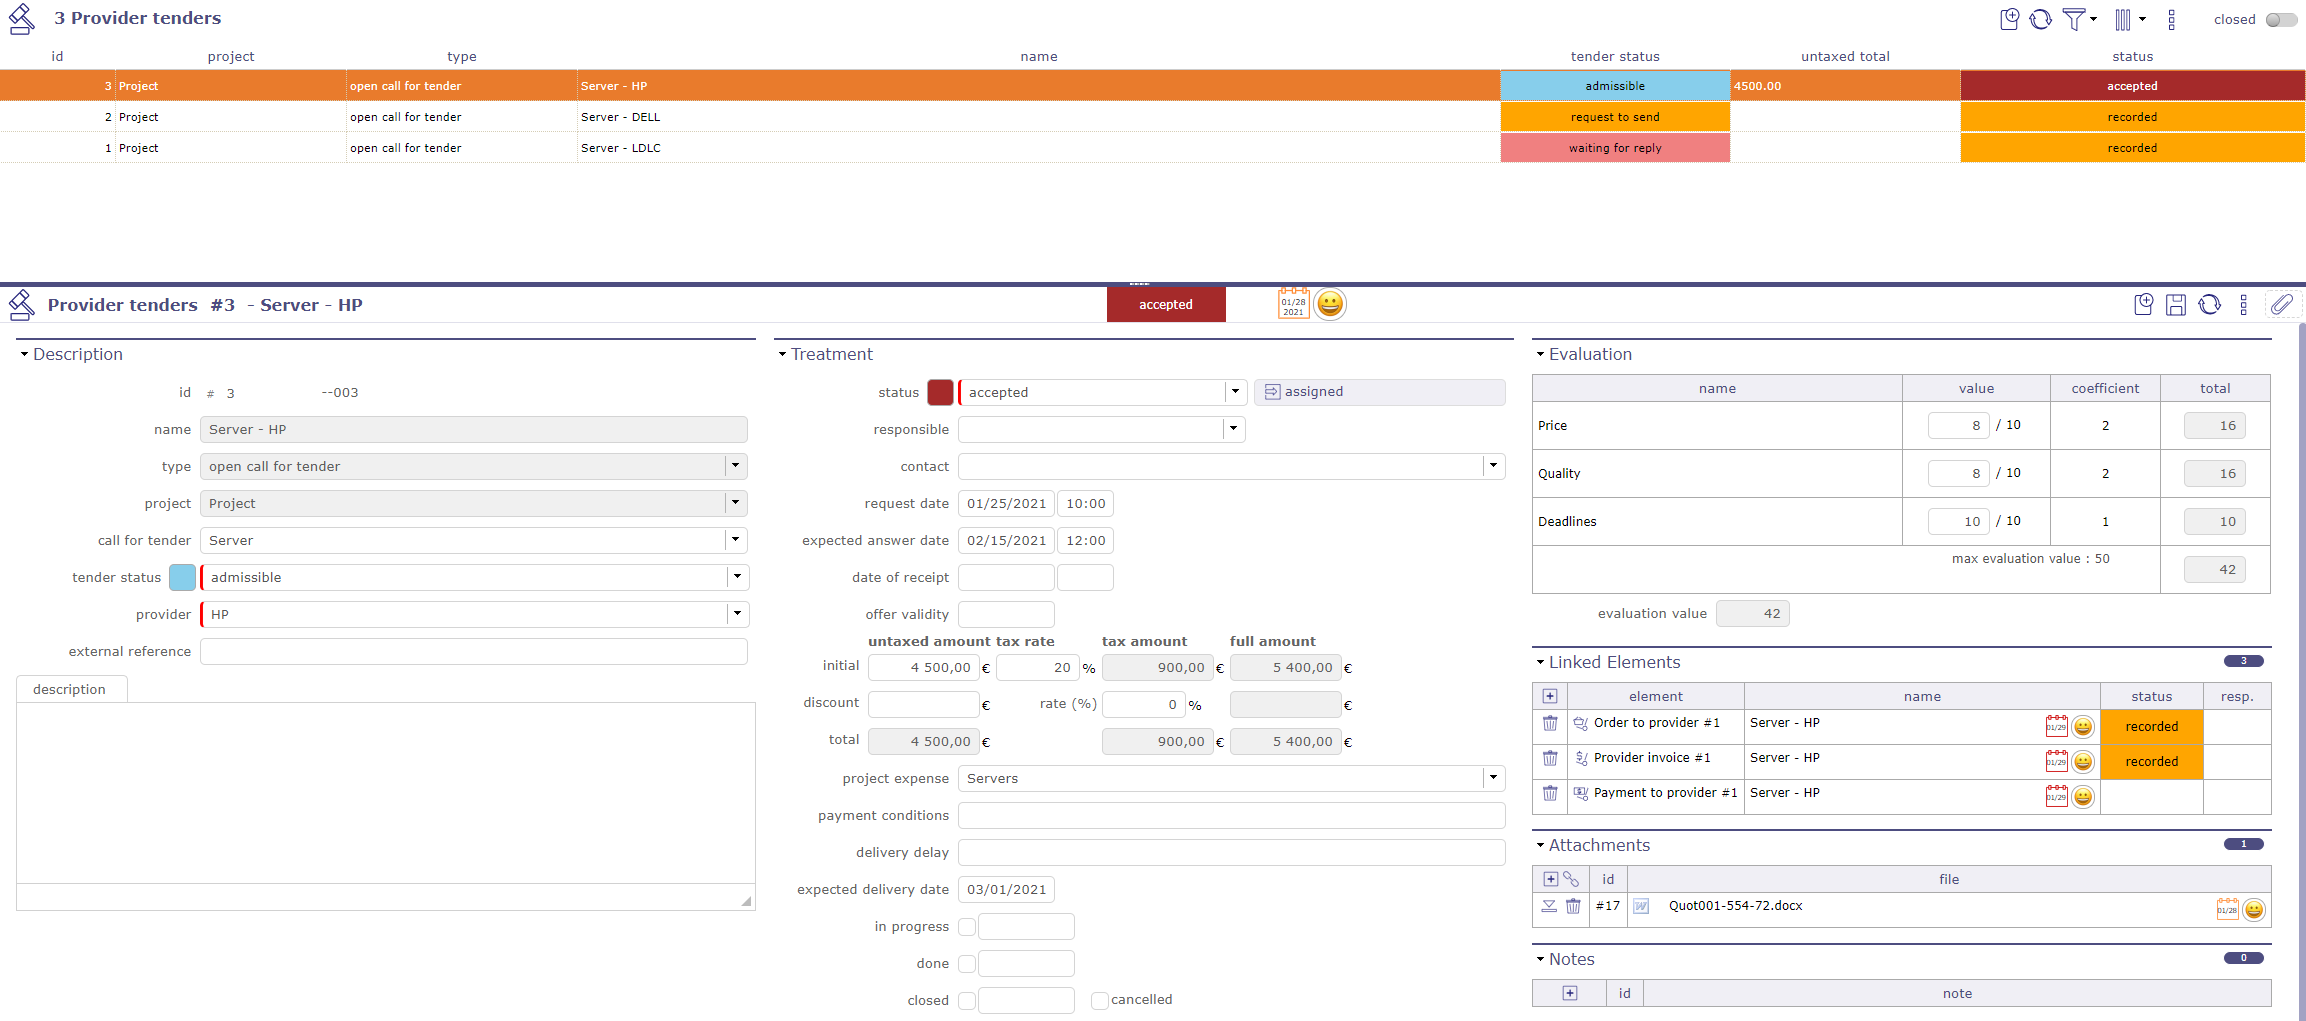 3 Provider tenders
closed
id project type name tender status untaxed total status
3 Project open call for tender Server - HP admissible 4500.00 accepted
2 Project open call for tender Server - DELL request to send recorded
1 Project open call for tender Server - LDLC waiting for reply recorded
Provider tenders #3 - Server - HP
accepted
01/28
2021
Description
id # 3 --003
name Server - HP
type open call for tender
project Project
call for tender Server
tender status admissible
provider HP
external reference
description
Treatment
status accepted assigned
responsible
contact
request date 01/25/2021 10:00
expected answer date 02/15/2021 12:00
date of receipt
offer validity
untaxed amount tax rate tax amount full amount
initial 4 500,00 € 20 % 900,00 € 5 400,00 €
discount € rate (%) 0 % €
total 4 500,00 € 900,00 € 5 400,00 €
project expense Servers
payment conditions
delivery delay
expected delivery date 03/01/2021
in progress
done
closed cancelled
Evaluation
name value coefficient total
Price 8 / 10 2 16
Quality 8 / 10 2 16
Deadlines 10 / 10 1 10
max evaluation value : 50 42
evaluation value 42
Linked Elements 3
element name status resp.
Order to provider #1 Server - HP 01/29 recorded
Provider invoice #1 Server - HP 01/29 recorded
Payment to provider #1 Server - HP 01/29
Attachments 1
id file
#17 Quot001-554-72.docx 01/28
Notes 0
id note